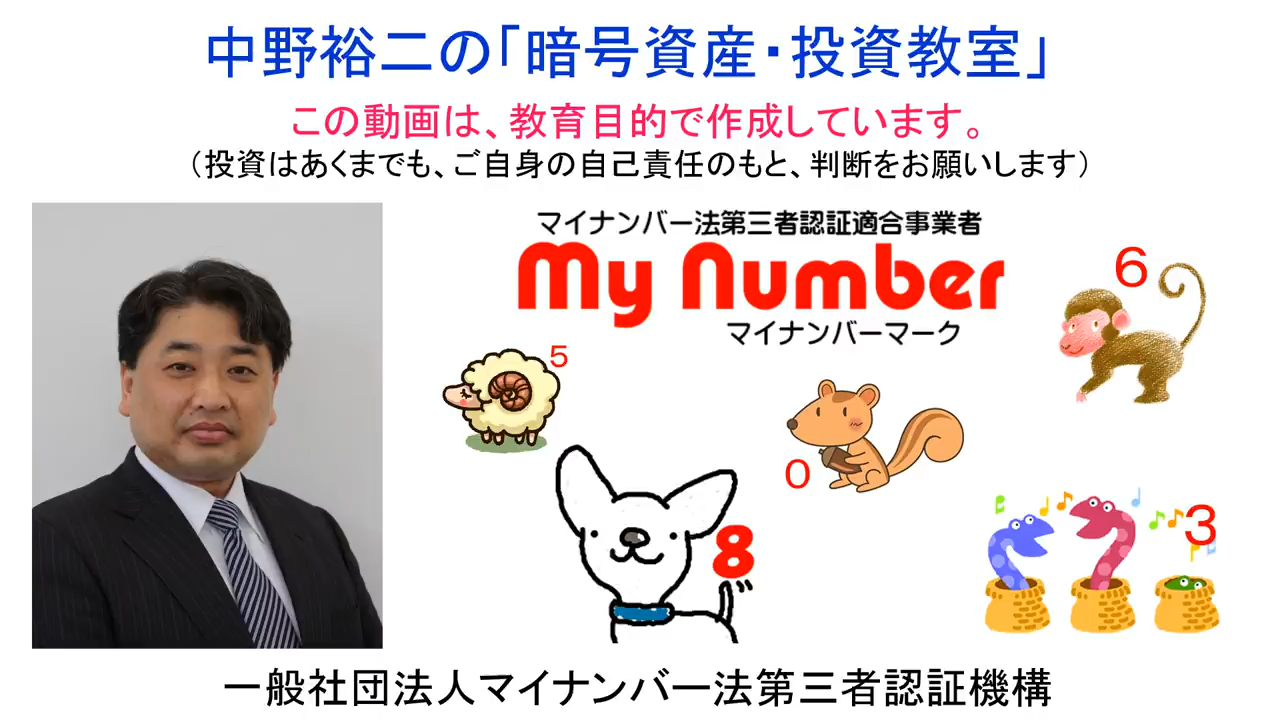 中野裕二の「暗号資産・投資教室」
この動画は、教育目的で作成しています。
（投資はあくまでも、ご自身の自己責任のもと、判断をお願いします）
マイナンバー法第三者認証適合事業者
My Number
マイナンバーマーク
6
5
0
3
8
一般社団法人マイナンバー法第三者認証機構